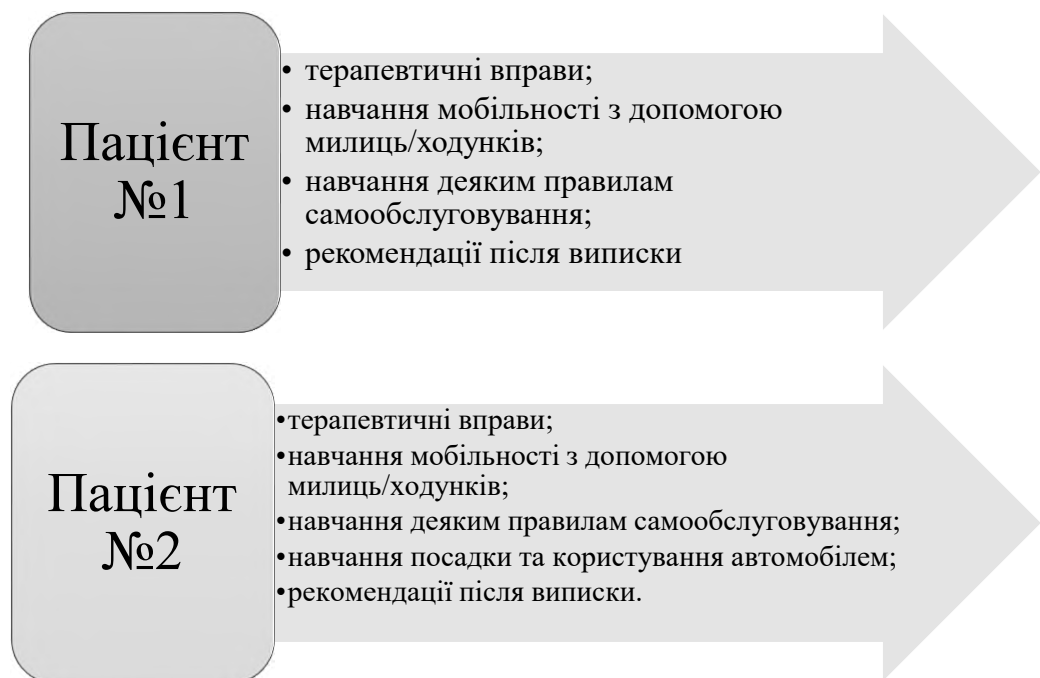 Пацієнт
№1
• терапевтичні вправи;
• навчання мобільності з допомогою
милиць/ходунків;
• навчання деяким правилам
самообслуговування;
• рекомендації після виписки
Пацієнт
№2
•терапевтичні вправи;
•навчання мобільності з допомогою
милиць/ходунків;
•навчання деяким правилам самообслуговування;
•навчання посадки та користування автомобілем;
•рекомендації після виписки.